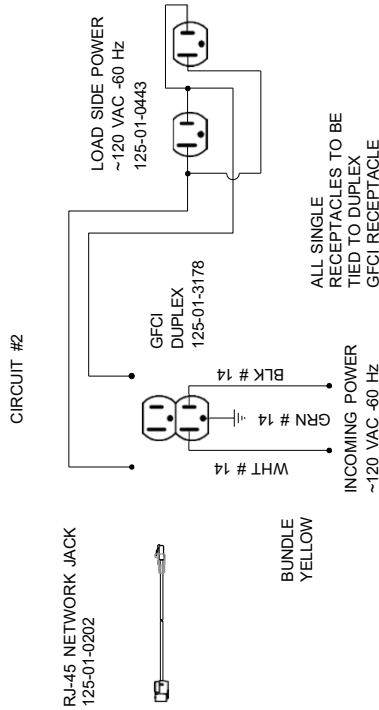 CIRCUIT #2
RJ-45 NETWORK JACK
125-01-0202
LOAD SIDE POWER
~120 VAC -60 Hz
125-01-0443
GFCI
DUPLEX
125-01-3178
BUNDLE
YELLOW
WHT # 14
GRN # 14
BLK # 14
INCOMING POWER
~120 VAC -60 Hz
ALL SINGLE
RECEPTACLES TO BE
TIED TO DUPLEX
GFCI RECEPTACLE